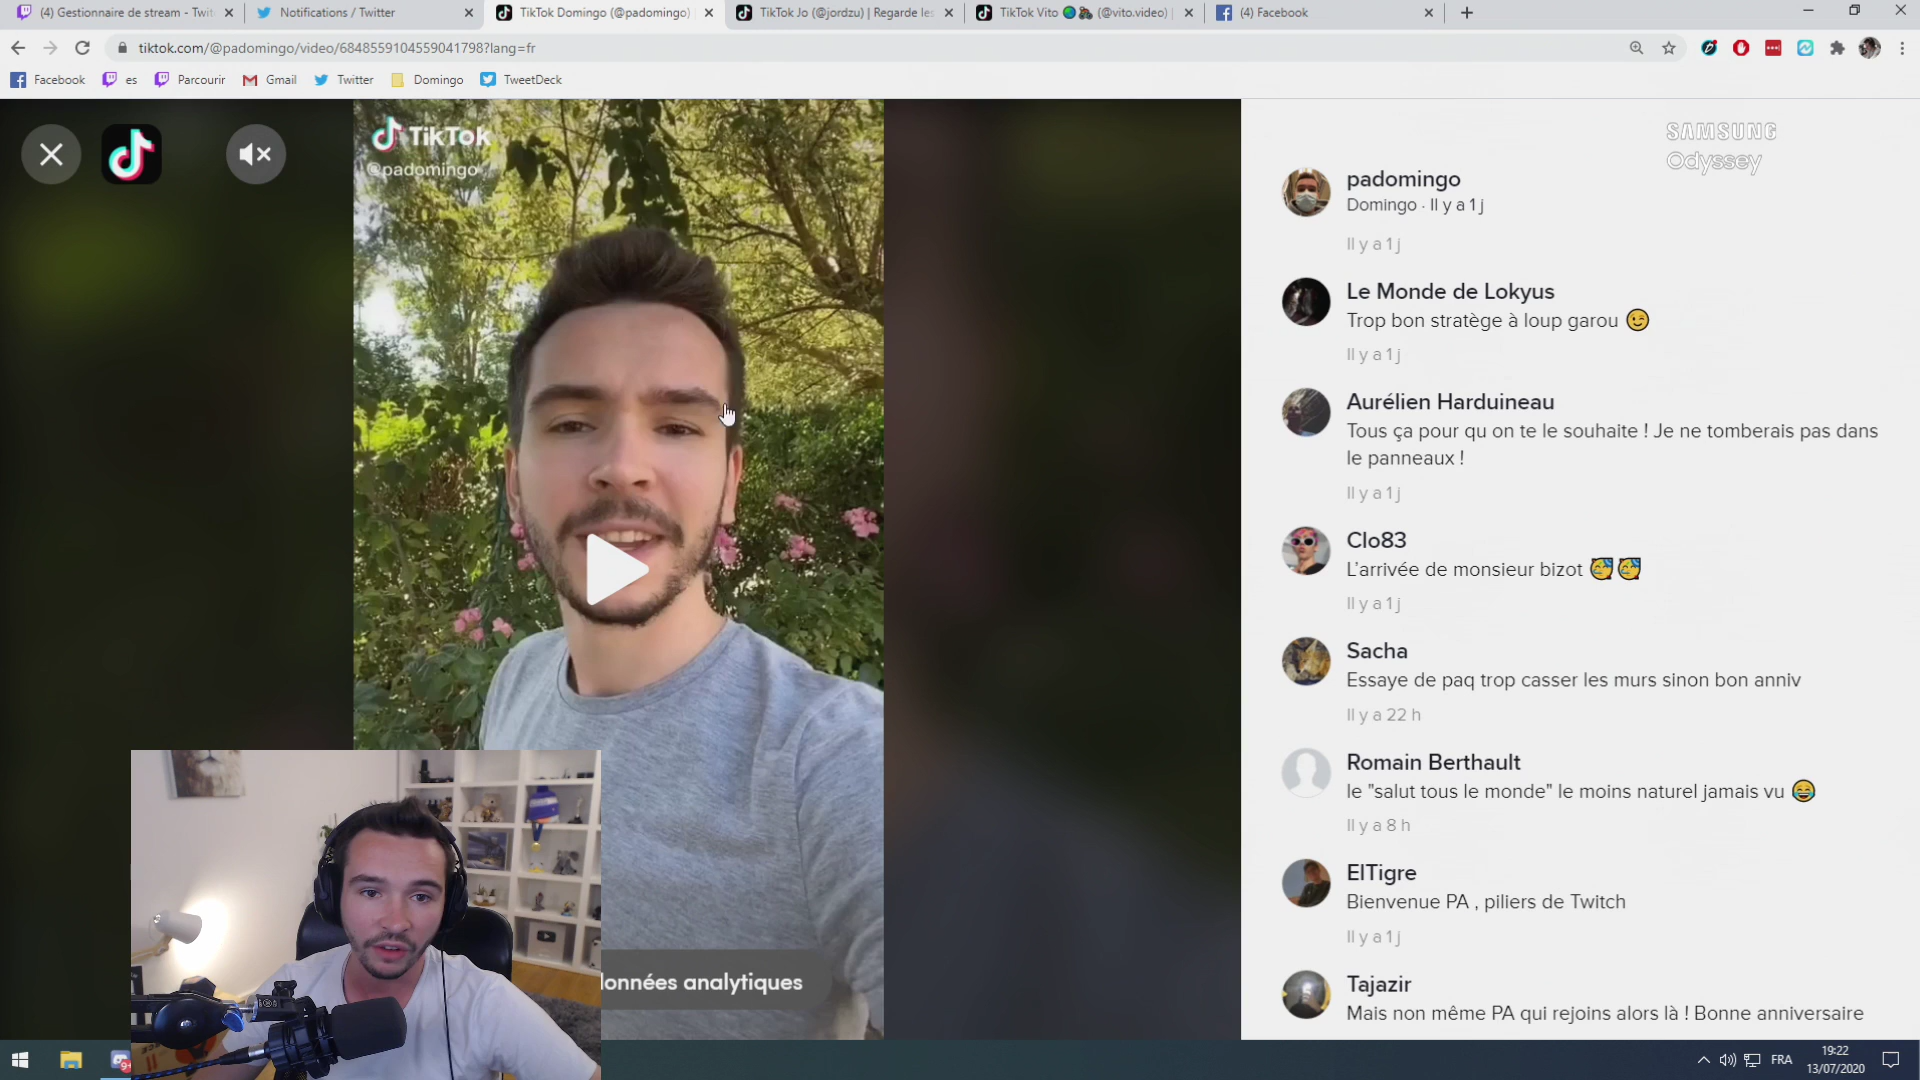 (4) Gestionnaire de stream - Twit
Notifications / Twitter
TikTok Domingo (@padomingo)
TikTok Jo (@jordzu) | Regarde les
TikTok Vito 🌍 (@vito.video) |
(4) Facebook
tiktok.com/@padomingo/video/6848559104559041798?lang=fr
Facebook
es
Parcourir
Gmail
Twitter
Domingo
TweetDeck
TikTok
@padomingo
SAMSUNG
Odyssey
padomingo
Domingo · Il y a 1 j
Il y a 1 j
Le Monde de Lokyus
Trop bon stratège à loup garou 😉
Il y a 1 j
Aurélien Harduineau
Tous ça pour qu on te le souhaite ! Je ne tomberais pas dans
le panneaux !
Il y a 1 j
Clo83
L’arrivée de monsieur bizot 🥳🥳
Il y a 1 j
Sacha
Essaye de paq trop casser les murs sinon bon anniv
Il y a 22 h
Romain Berthault
le "salut tous le monde" le moins naturel jamais vu 😂
Il y a 8 h
ElTigre
Bienvenue PA , piliers de Twitch
Il y a 1 j
Tajazir
Mais non même PA qui rejoins alors là ! Bonne anniversaire
données analytiques
9+
FRA
19:22
13/07/2020